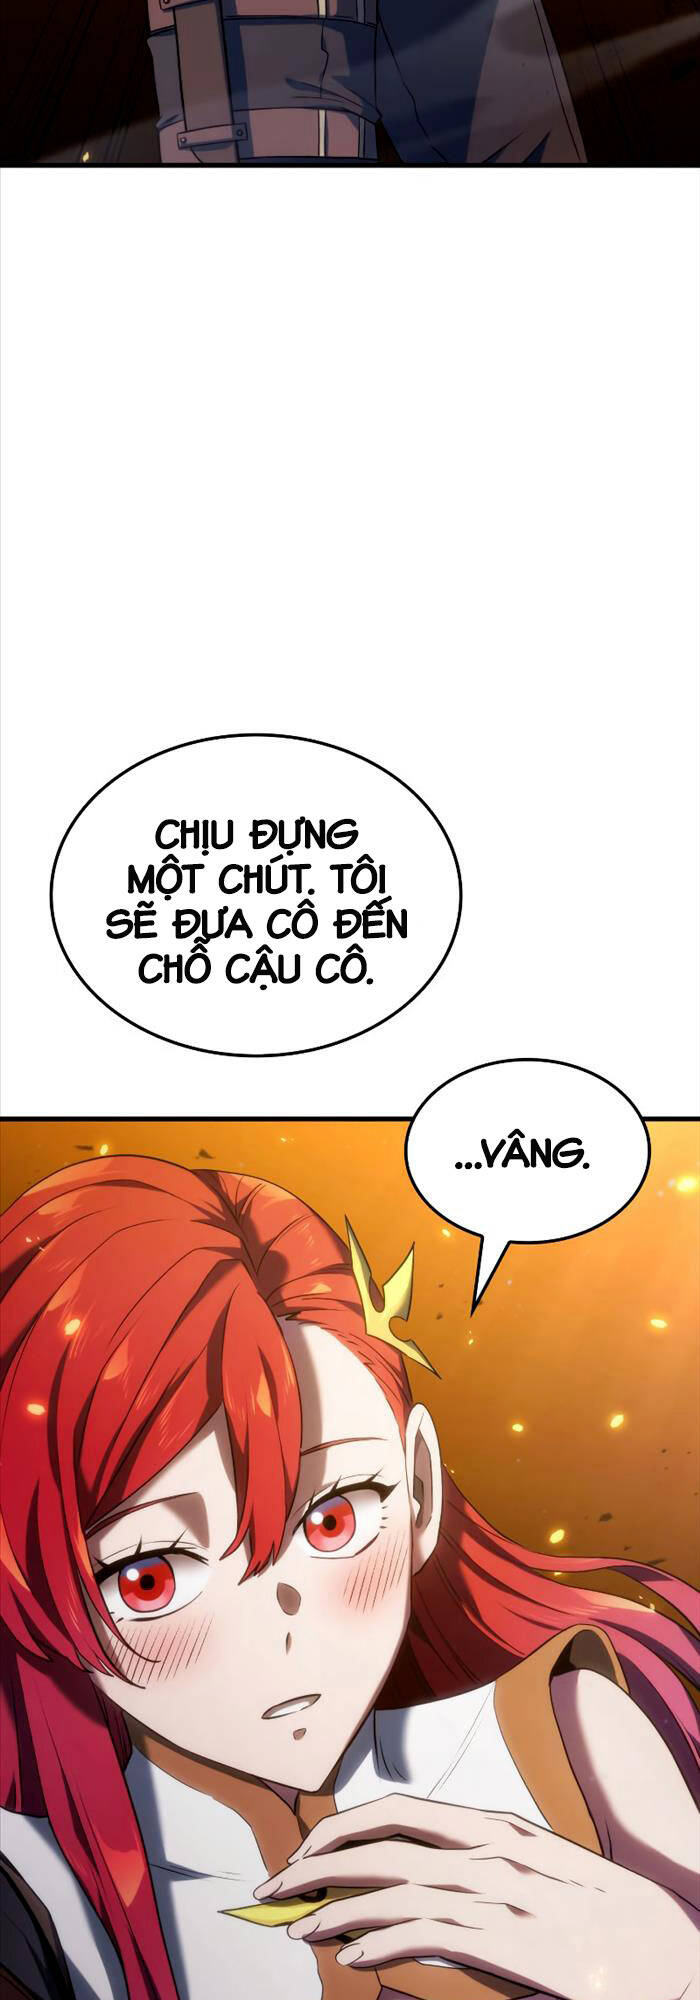 CHỊU ĐỰNG
MỘT CHÚT. TÔI
SẼ ĐƯA CÔ ĐẾN
CHỖ CẬU CÔ.
...VÂNG.